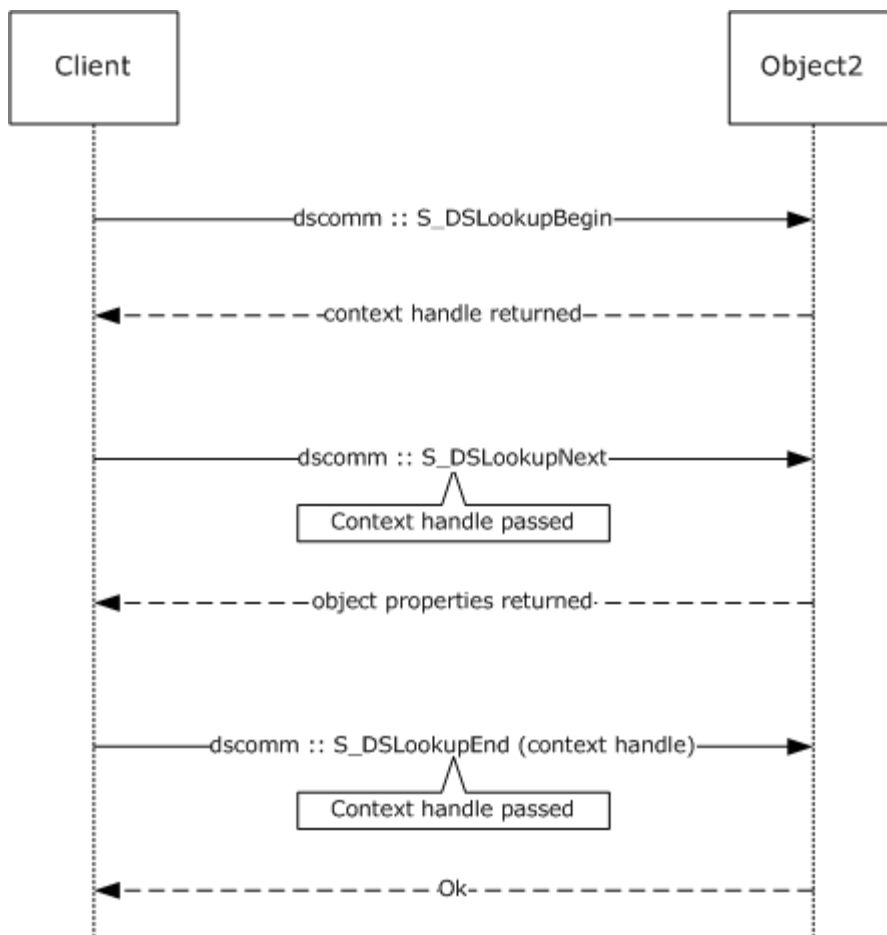 Client
Object2
dscomm :: S_DSLookupBegin
context handle returned
dscomm :: S_DSLookupNext
Context handle passed
object properties returned
dscomm :: S_DSLookupEnd (context handle)
Context handle passed
Ok